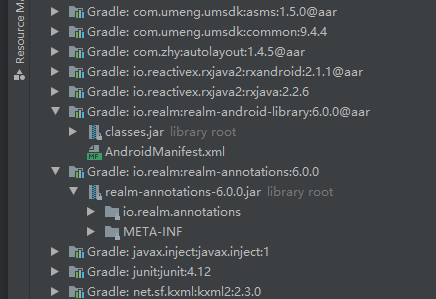 Resource M
Gradle: com.umeng.umsdk:asms:1.5.0@aar
Gradle: com.umeng.umsdk:common:9.4.4
Gradle: com.zhy:autolayout:1.4.5@aar
Gradle: io.reactivex.rxjava2:rxandroid:2.1.1@aar
Gradle: io.reactivex.rxjava2:rxjava:2.2.6
Gradle: io.realm:realm-android-library:6.0.0@aar
classes.jar library root
MF AndroidManifest.xml
Gradle: io.realm:realm-annotations:6.0.0
realm-annotations-6.0.0.jar library root
io.realm.annotations
META-INF
Gradle: javax.inject:javax.inject:1
Gradle: junit:junit:4.12
Gradle: net.sf.kxml:kxml2:2.3.0